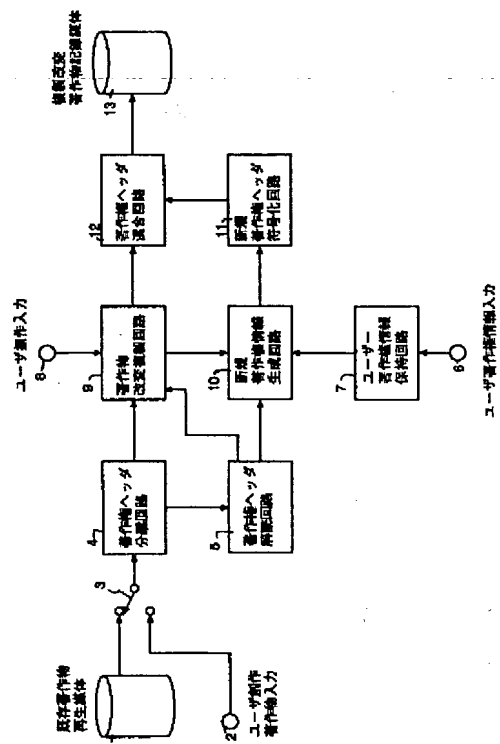 既存著作物
再生媒体
2
ユーザ創作
著作物入力
3
4
著作権ヘッダ
分離回路
5
著作権ヘッダ
解読回路
ユーザ操作入力
8
9
著作物
改変複製回路
10
新規
著作権情報
生成回路
7
ユーザー
著作権情報
保持回路
6
ユーザ著作権情報入力
12
著作権ヘッダ
混合回路
11
新規
著作権ヘッダ
符号化回路
複製改変
著作物記録媒体
13